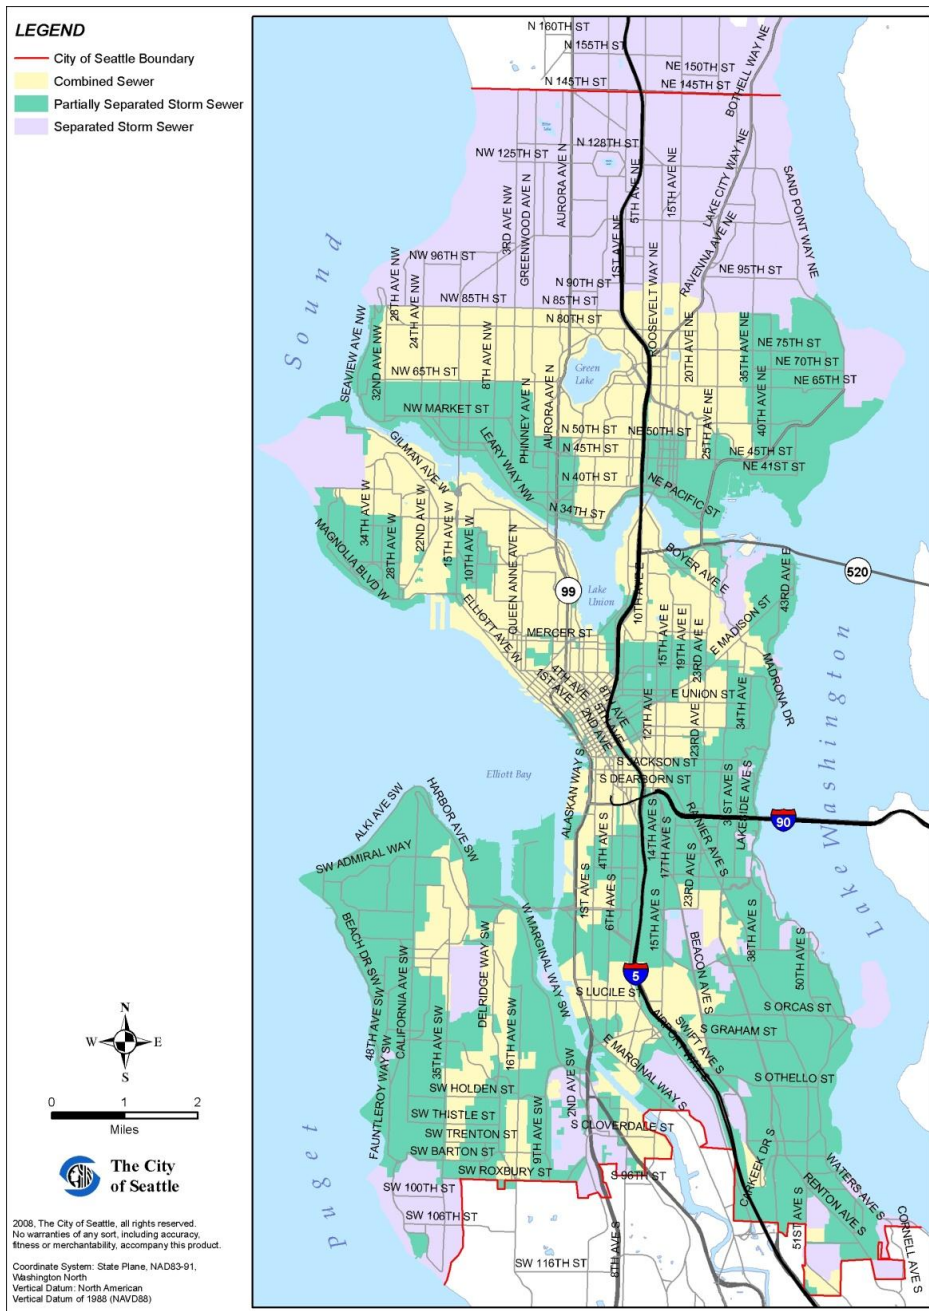 LEGEND
City of Seattle Boundary
Combined Sewer
Partially Separated Storm Sewer
Separated Storm Sewer
N 160TH ST
N 155TH ST
NE 150TH ST
N 145TH ST
NE 145TH ST
BOTHELL WAY NE
N 128TH ST
NW 125TH ST
AURORA AVE N
5TH AVE NE
15TH AVE NE
LAKE CITY WAY NE
SAND POINT WAY NE
3RD AVE NW
GREENWOOD AVE N
1ST AVE NE
RAVENNA AVE NE
NW 96TH ST
NE 95TH ST
28TH AVE NW
24TH AVE NW
N 90TH ST
NW 85TH ST
N 85TH ST
N 80TH ST
ROOSEVELT WAY NE
SEAVIEW AVE NW
32ND AVE NW
8TH AVE NW
20TH AVE NE
35TH AVE NE
NE 75TH ST
NE 70TH ST
NE 65TH ST
NW 65TH ST
Green
Lake
40TH AVE NE
NW MARKET ST
PHINNEY AVE N
AURORA AVE N
N 50TH ST
NE 50TH ST
25TH AVE NE
LEARY WAY NW
GILMAN AVE W
N 45TH ST
NE 45TH ST
NE 41ST ST
N 40TH ST
NE PACIFIC ST
N 34TH ST
34TH AVE W
28TH AVE W
22ND AVE W
15TH AVE W
10TH AVE W
MAGNOLIA BLVD W
QUEEN ANNE AVE N
BOYER AVE E
43RD AVE E
520
99
Lake
Union
10TH AVE E
ELLIOTT AVE W
MERCER ST
15TH AVE E
19TH AVE E
23RD AVE E
E MADISON ST
MADRONA DR
4TH AVE
1ST AVE
2ND AVE
5TH AVE
8TH AVE
12TH AVE
E UNION ST
23RD AVE
34TH AVE
S JACKSON ST
S DEARBORN ST
Elliott Bay
ALASKAN WAY S
4TH AVE S
14TH AVE S
17TH AVE S
RAINIER AVE S
31ST AVE S
LAKESIDE AVE S
90
ALKI AVE SW
HARBOR AVE SW
SW ADMIRAL WAY
1ST AVE S
6TH AVE S
15TH AVE S
23RD AVE S
38TH AVE S
50TH AVE S
BEACH DR SW
W MARGINAL WAY SW
BEACON AVE S
5
48TH AVE SW
CALIFORNIA AVE SW
35TH AVE SW
DELRIDGE WAY SW
16TH AVE SW
S LUCILE ST
S ORCAS ST
S GRAHAM ST
AIRPORT WAY S
SWIFT AVE S
E MARGINAL WAY S
S OTHELLO ST
FAUNTLEROY WAY SW
SW HOLDEN ST
SW THISTLE ST
SW TRENTON ST
SW BARTON ST
SW ROXBURY ST
9TH AVE SW
2ND AVE SW
S CLOVERDALE ST
S 96TH ST
CARKEEK DR S
WATERS AVE S
RENTON AVE S
51ST AVE S
CORNELL AVE S
SW 100TH ST
SW 106TH ST
SW 116TH ST
8TH AVE S
Puget
Sound
Lake Washington
N
W
E
S
0 1 2
Miles
The City
of Seattle
2008, The City of Seattle, all rights reserved.
No warranties of any sort, including accuracy,
fitness or merchantability, accompany this product.
Coordinate System: State Plane, NAD83-91,
Washington North
Vertical Datum: North American
Vertical Datum of 1988 (NAVD88)